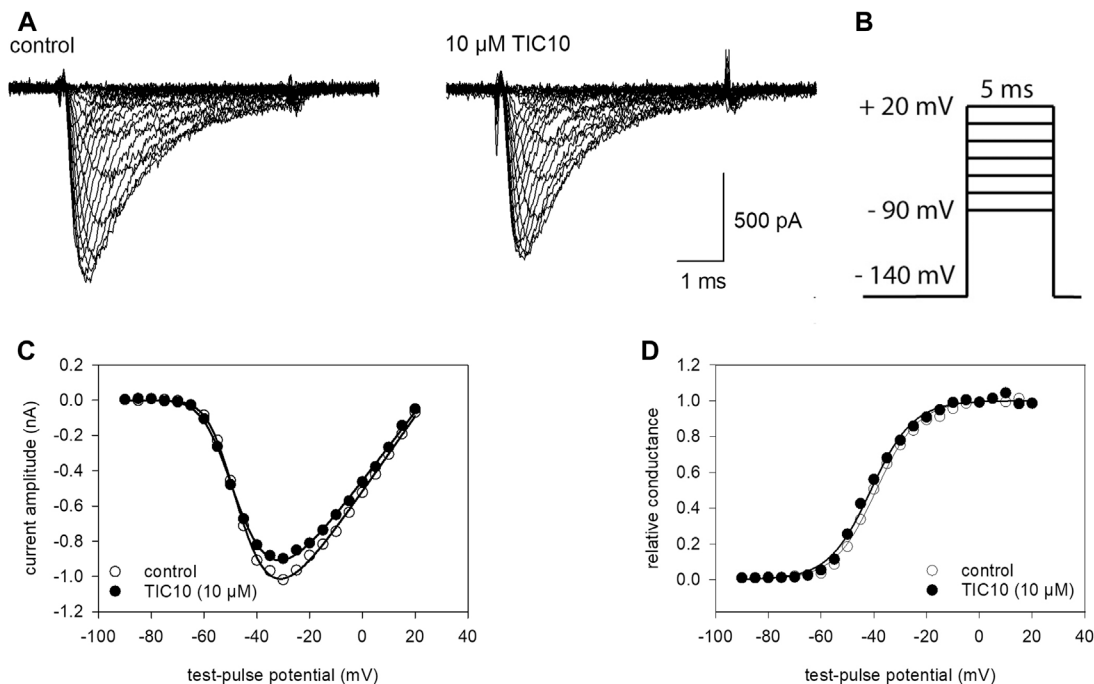 A
control
10 µM TIC10
500 pA
1 ms
B
5 ms
+ 20 mV
- 90 mV
- 140 mV
C
0.2
0.0
-0.2
-0.4
-0.6
-0.8
-1.0
-1.2
current amplitude (nA)
control
TIC10 (10 µM)
-100 -80 -60 -40 -20 0 20 40
test-pulse potential (mV)
D
1.2
1.0
0.8
0.6
0.4
0.2
0.0
relative conductance
control
TIC10 (10 µM)
-100 -80 -60 -40 -20 0 20 40
test-pulse potential (mV)